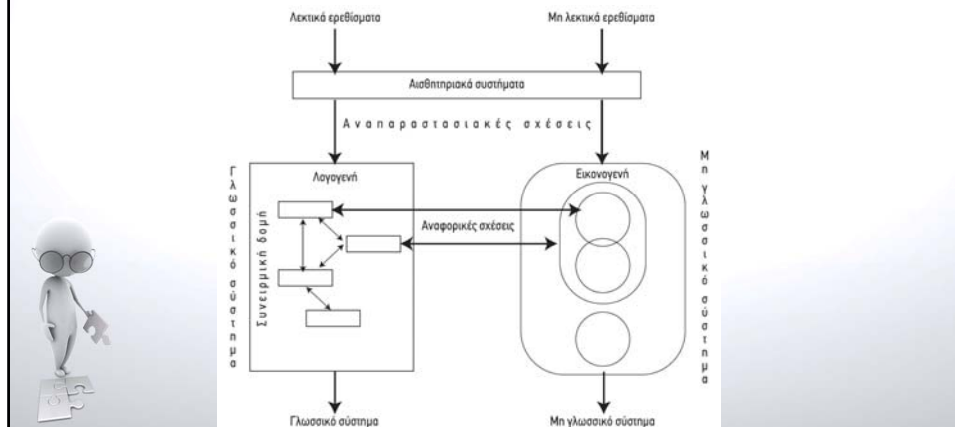 Λεκτικά ερεθίσματα
Μη λεκτικά ερεθίσματα
Αισθητηριακά συστήματα
Αναπαραστασιακές σχέσεις
Γλωσσικό σύστημα
Συνειρμική δομή
Λογογενή
Αναφορικές σχέσεις
Εικονογενή
Μη γλωσσικό σύστημα
Γλωσσικό σύστημα
Μη γλωσσικό σύστημα